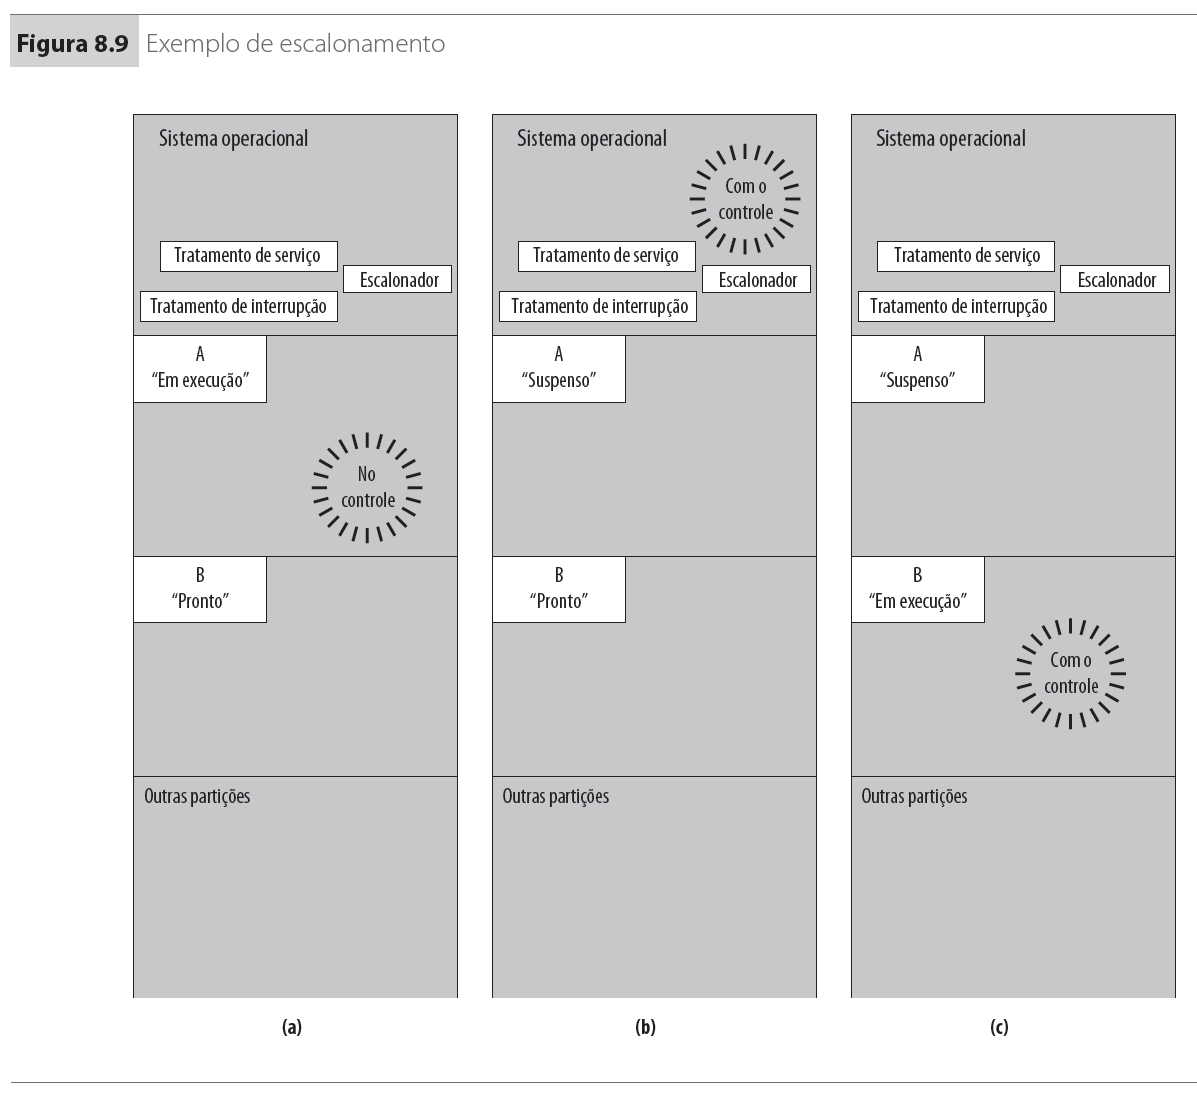 Figura 8.9 Exemplo de escalonamento
Sistema operacional
Tratamento de serviço
Escalonador
Tratamento de interrupção
A
“Em execução”
No
controle
B
“Pronto”
Outras partições
(a)
Sistema operacional
Com o
controle
Tratamento de serviço
Escalonador
Tratamento de interrupção
A
“Suspenso”
B
“Pronto”
Outras partições
(b)
Sistema operacional
Tratamento de serviço
Escalonador
Tratamento de interrupção
A
“Suspenso”
B
“Em execução”
Com o
controle
Outras partições
(c)